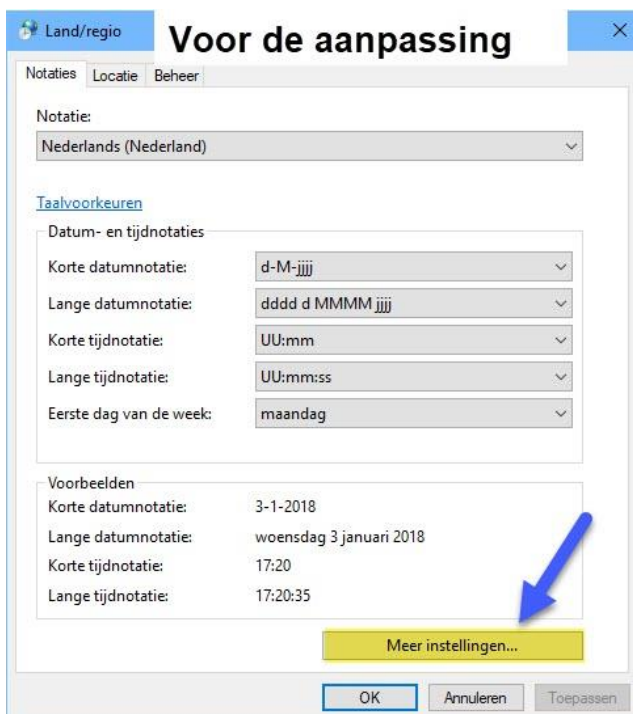 Land/regio
Voor de aanpassing
Notaties Locatie Beheer
Notatie:
Nederlands (Nederland)
Taalvoorkeuren
Datum- en tijdnotaties
Korte datumnotatie: d-M-jjjj
Lange datumnotatie: dddd d MMMM jjjj
Korte tijdnotatie: UU:mm
Lange tijdnotatie: UU:mm:ss
Eerste dag van de week: maandag
Voorbeelden
Korte datumnotatie: 3-1-2018
Lange datumnotatie: woensdag 3 januari 2018
Korte tijdnotatie: 17:20
Lange tijdnotatie: 17:20:35
Meer instellingen...
OK Annuleren Toepassen